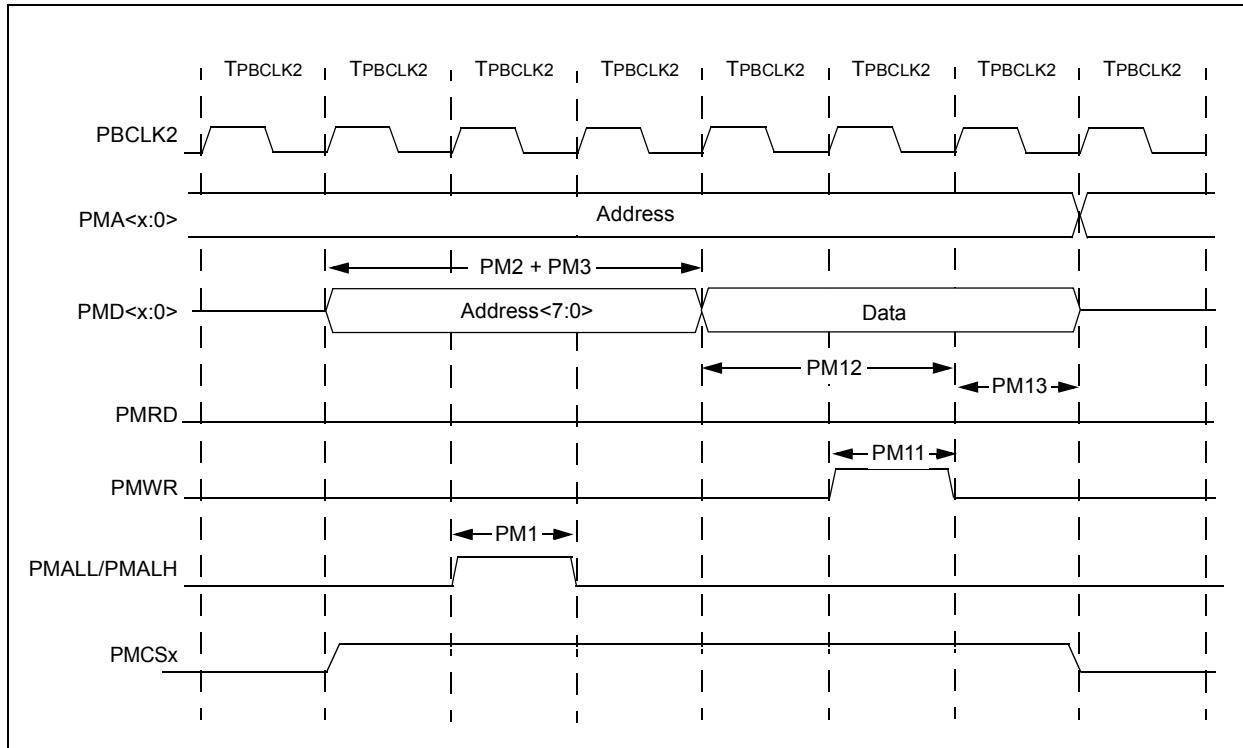 TPBCLK2 TPBCLK2 TPBCLK2 TPBCLK2 TPBCLK2 TPBCLK2 TPBCLK2 TPBCLK2
PBCLK2
PMA<x:0>
Address
PM2 + PM3
PMD<x:0>
Address<7:0>
Data
PM12
PM13
PMRD
PM11
PMWR
PM1
PMALL/PMALH
PMCSx